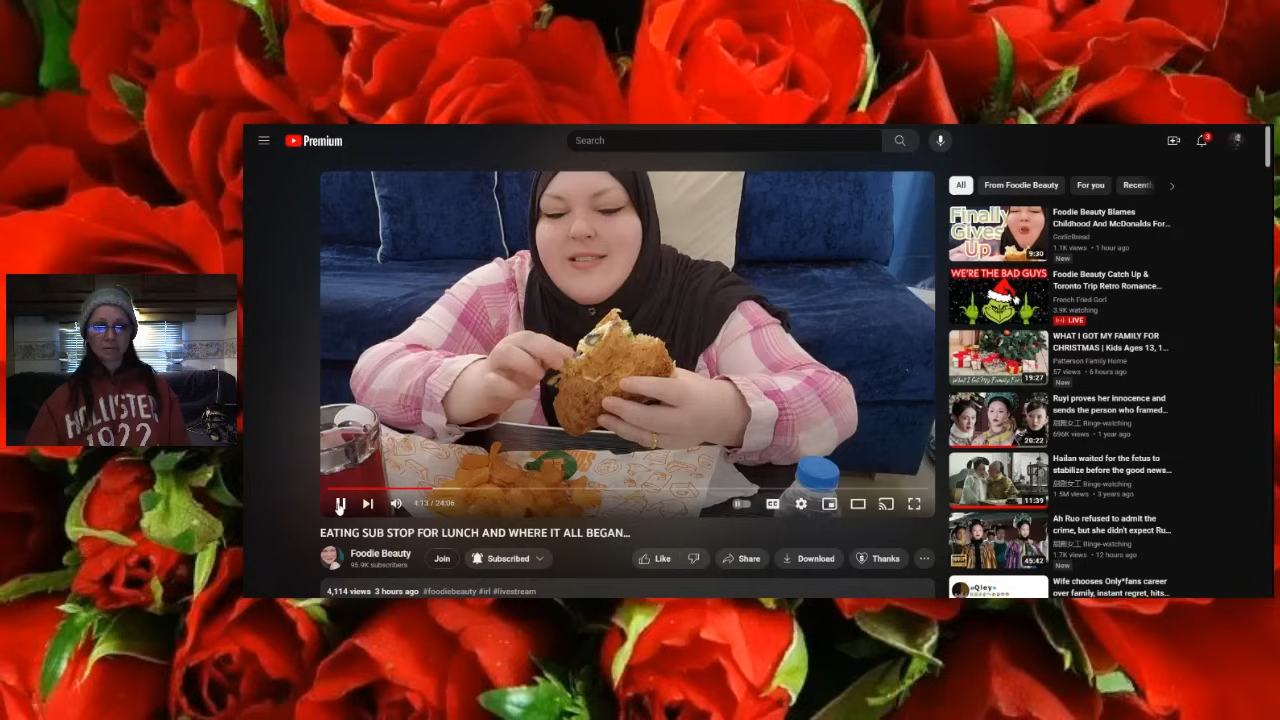 Premium
Search
3
All
From Foodie Beauty
For you
Recently
Finally
Gives
Up
9:30
Foodie Beauty Blames
Childhood And McDonalds For...
GarlicBread
1.1K views • 1 hour ago
New
WE'RE THE BAD GUYS
Foodie Beauty Catch Up &
Toronto Trip Retro Romance...
French Fried Gorl
3.9K watching
LIVE
19:27
WHAT I GOT MY FAMILY FOR
CHRISTMAS | Kids Ages 13, 1...
Patterson Family Home
57 views • 6 hours ago
New
20:22
Ruyi proves her innocence and
sends the person who framed...
Binge-watching
696K views • 1 year ago
11:39
Hailan waited for the fetus to
stabilize before the good news...
Binge-watching
1.5M views • 3 years ago
45:42
Ah Ruo refused to admit the
crime, but she didn't expect Ru...
Binge-watching
1.7K views • 12 hours ago
New
Wife chooses Only*fans career
over family, instant regret, hits...
HOLLISTER
1922
4:13 / 24:06
CC
EATING SUB STOP FOR LUNCH AND WHERE IT ALL BEGAN...
Foodie Beauty
95.9K subscribers
Join
Subscribed
Like
Share
Download
Thanks
4,114 views 3 hours ago #foodiebeauty #irl #livestream